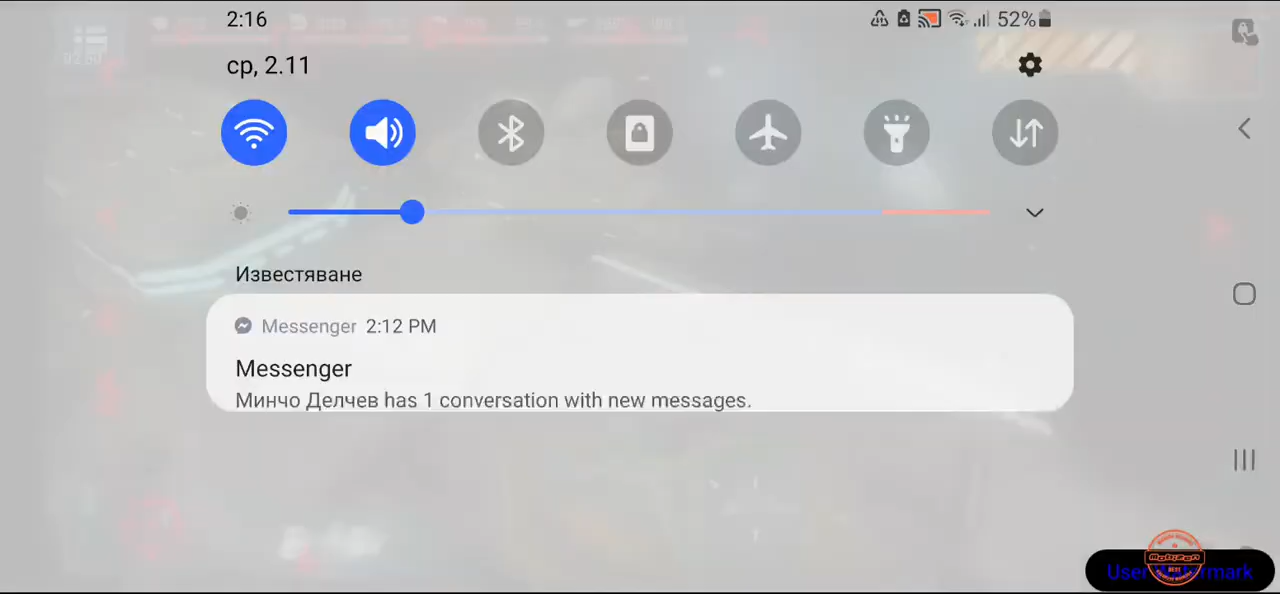 2:16
52%
ср, 2.11
Известяване
Messenger 2:12 PM
Messenger
Минчо Делчев has 1 conversation with new messages.
Mobizen